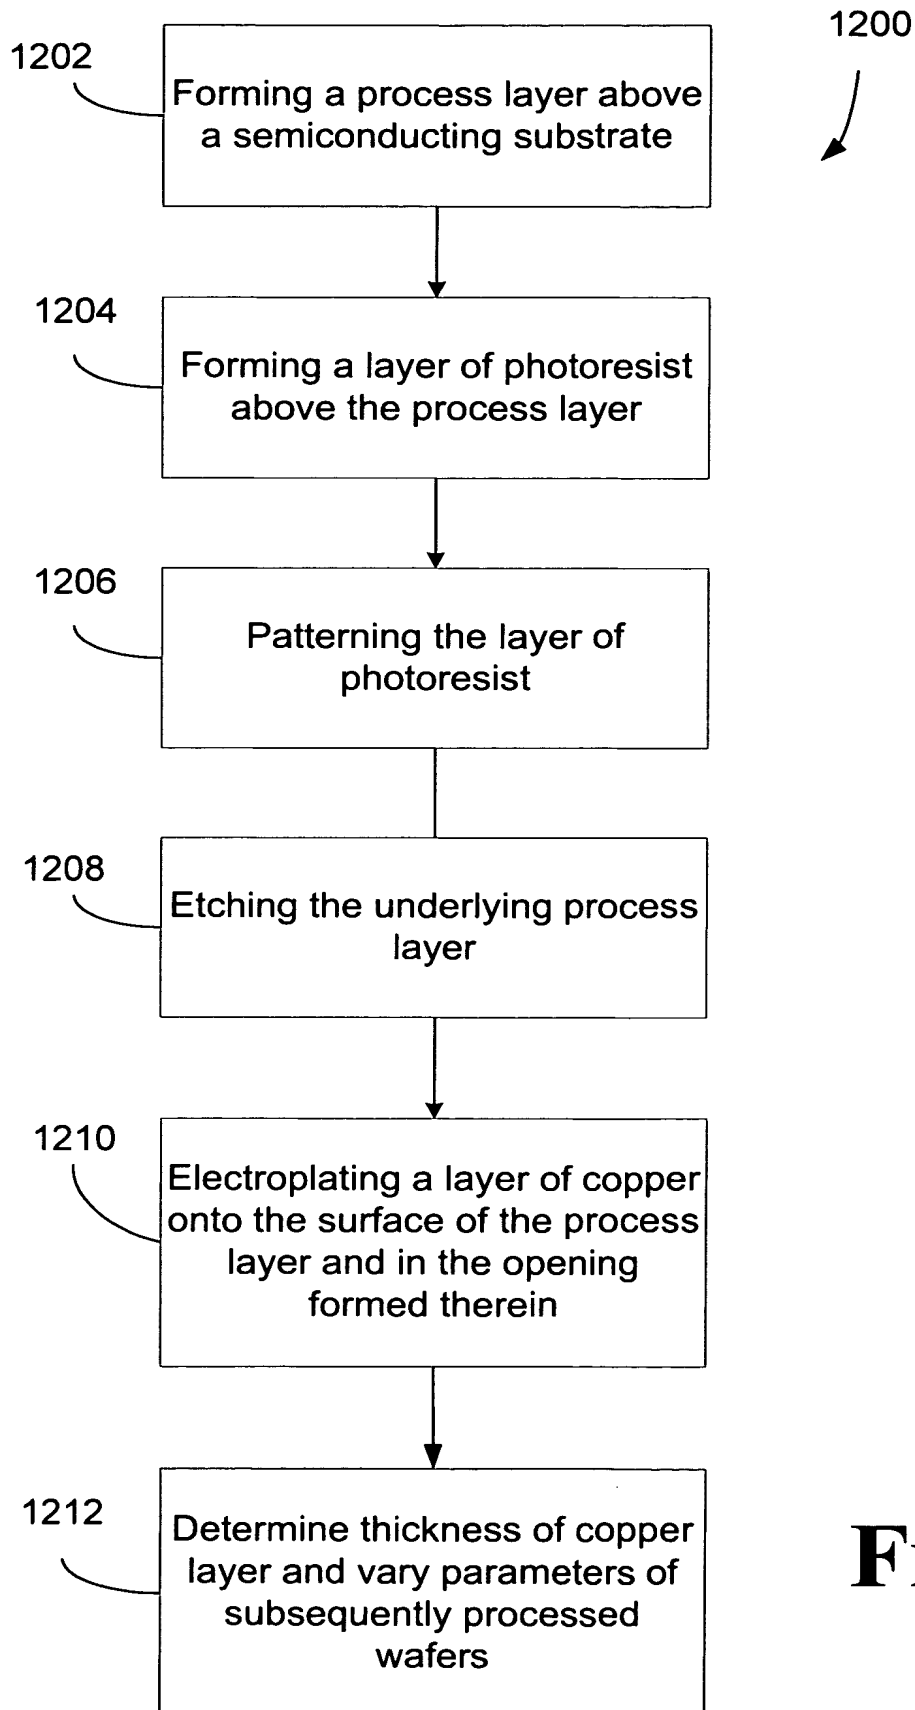 1200
1202
Forming a process layer above
a semiconducting substrate
1204
Forming a layer of photoresist
above the process layer
1206
Patterning the layer of
photoresist
1208
Etching the underlying process
layer
1210
Electroplating a layer of copper
onto the surface of the process
layer and in the opening
formed therein
1212
Determine thickness of copper
layer and vary parameters of
subsequently processed
wafers